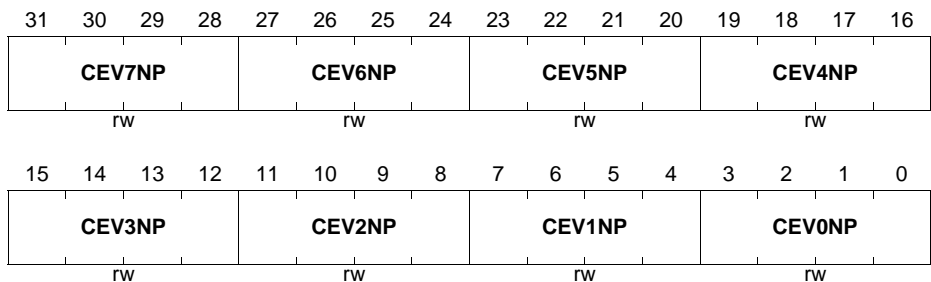 31 30 29 28 27 26 25 24 23 22 21 20 19 18 17 16
CEV7NP CEV6NP CEV5NP CEV4NP
rw rw rw rw
15 14 13 12 11 10 9 8 7 6 5 4 3 2 1 0
CEV3NP CEV2NP CEV1NP CEV0NP
rw rw rw rw